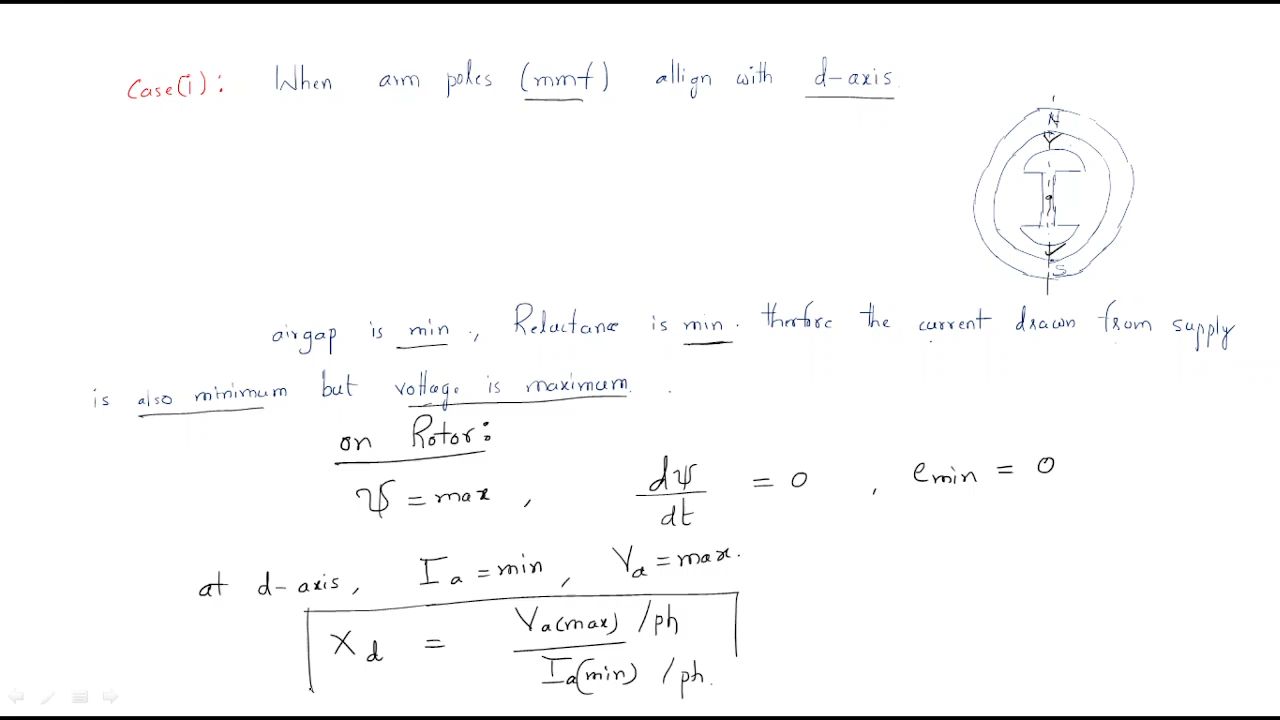 Case(i): When arm poles (mmf) allign with d-axis.
N
S
airgap is min ., Reluctance is min. therfore the current drawn from supply
is also minimum but voltage is maximum.
on Rotor:
ψ = max, dψ/dt = 0, emin = 0
at d-axis, Ia = min, Va = max.
Xd = Va(max) /ph
Ia(min) /ph.